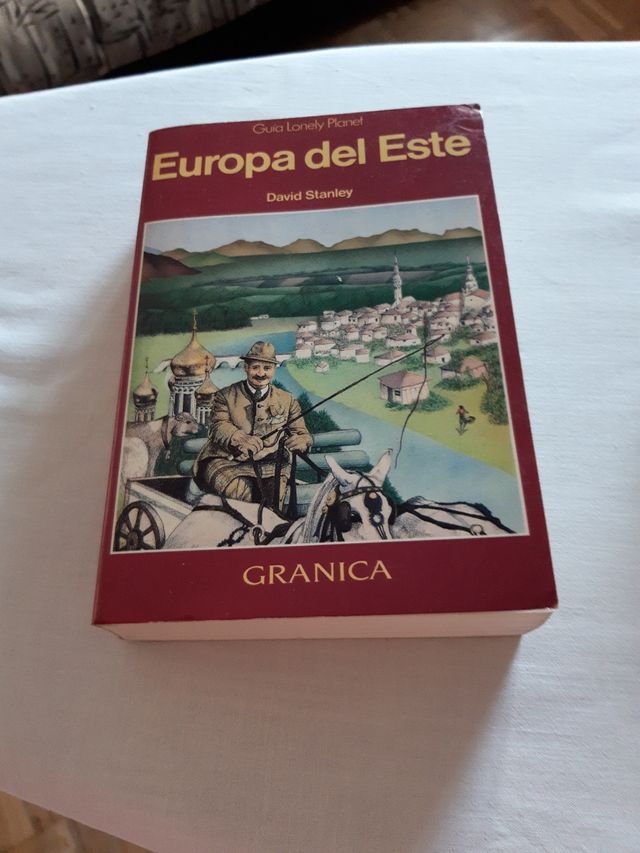 Guía Lonely Planet
Europa del Este
David Stanley
GRANICA